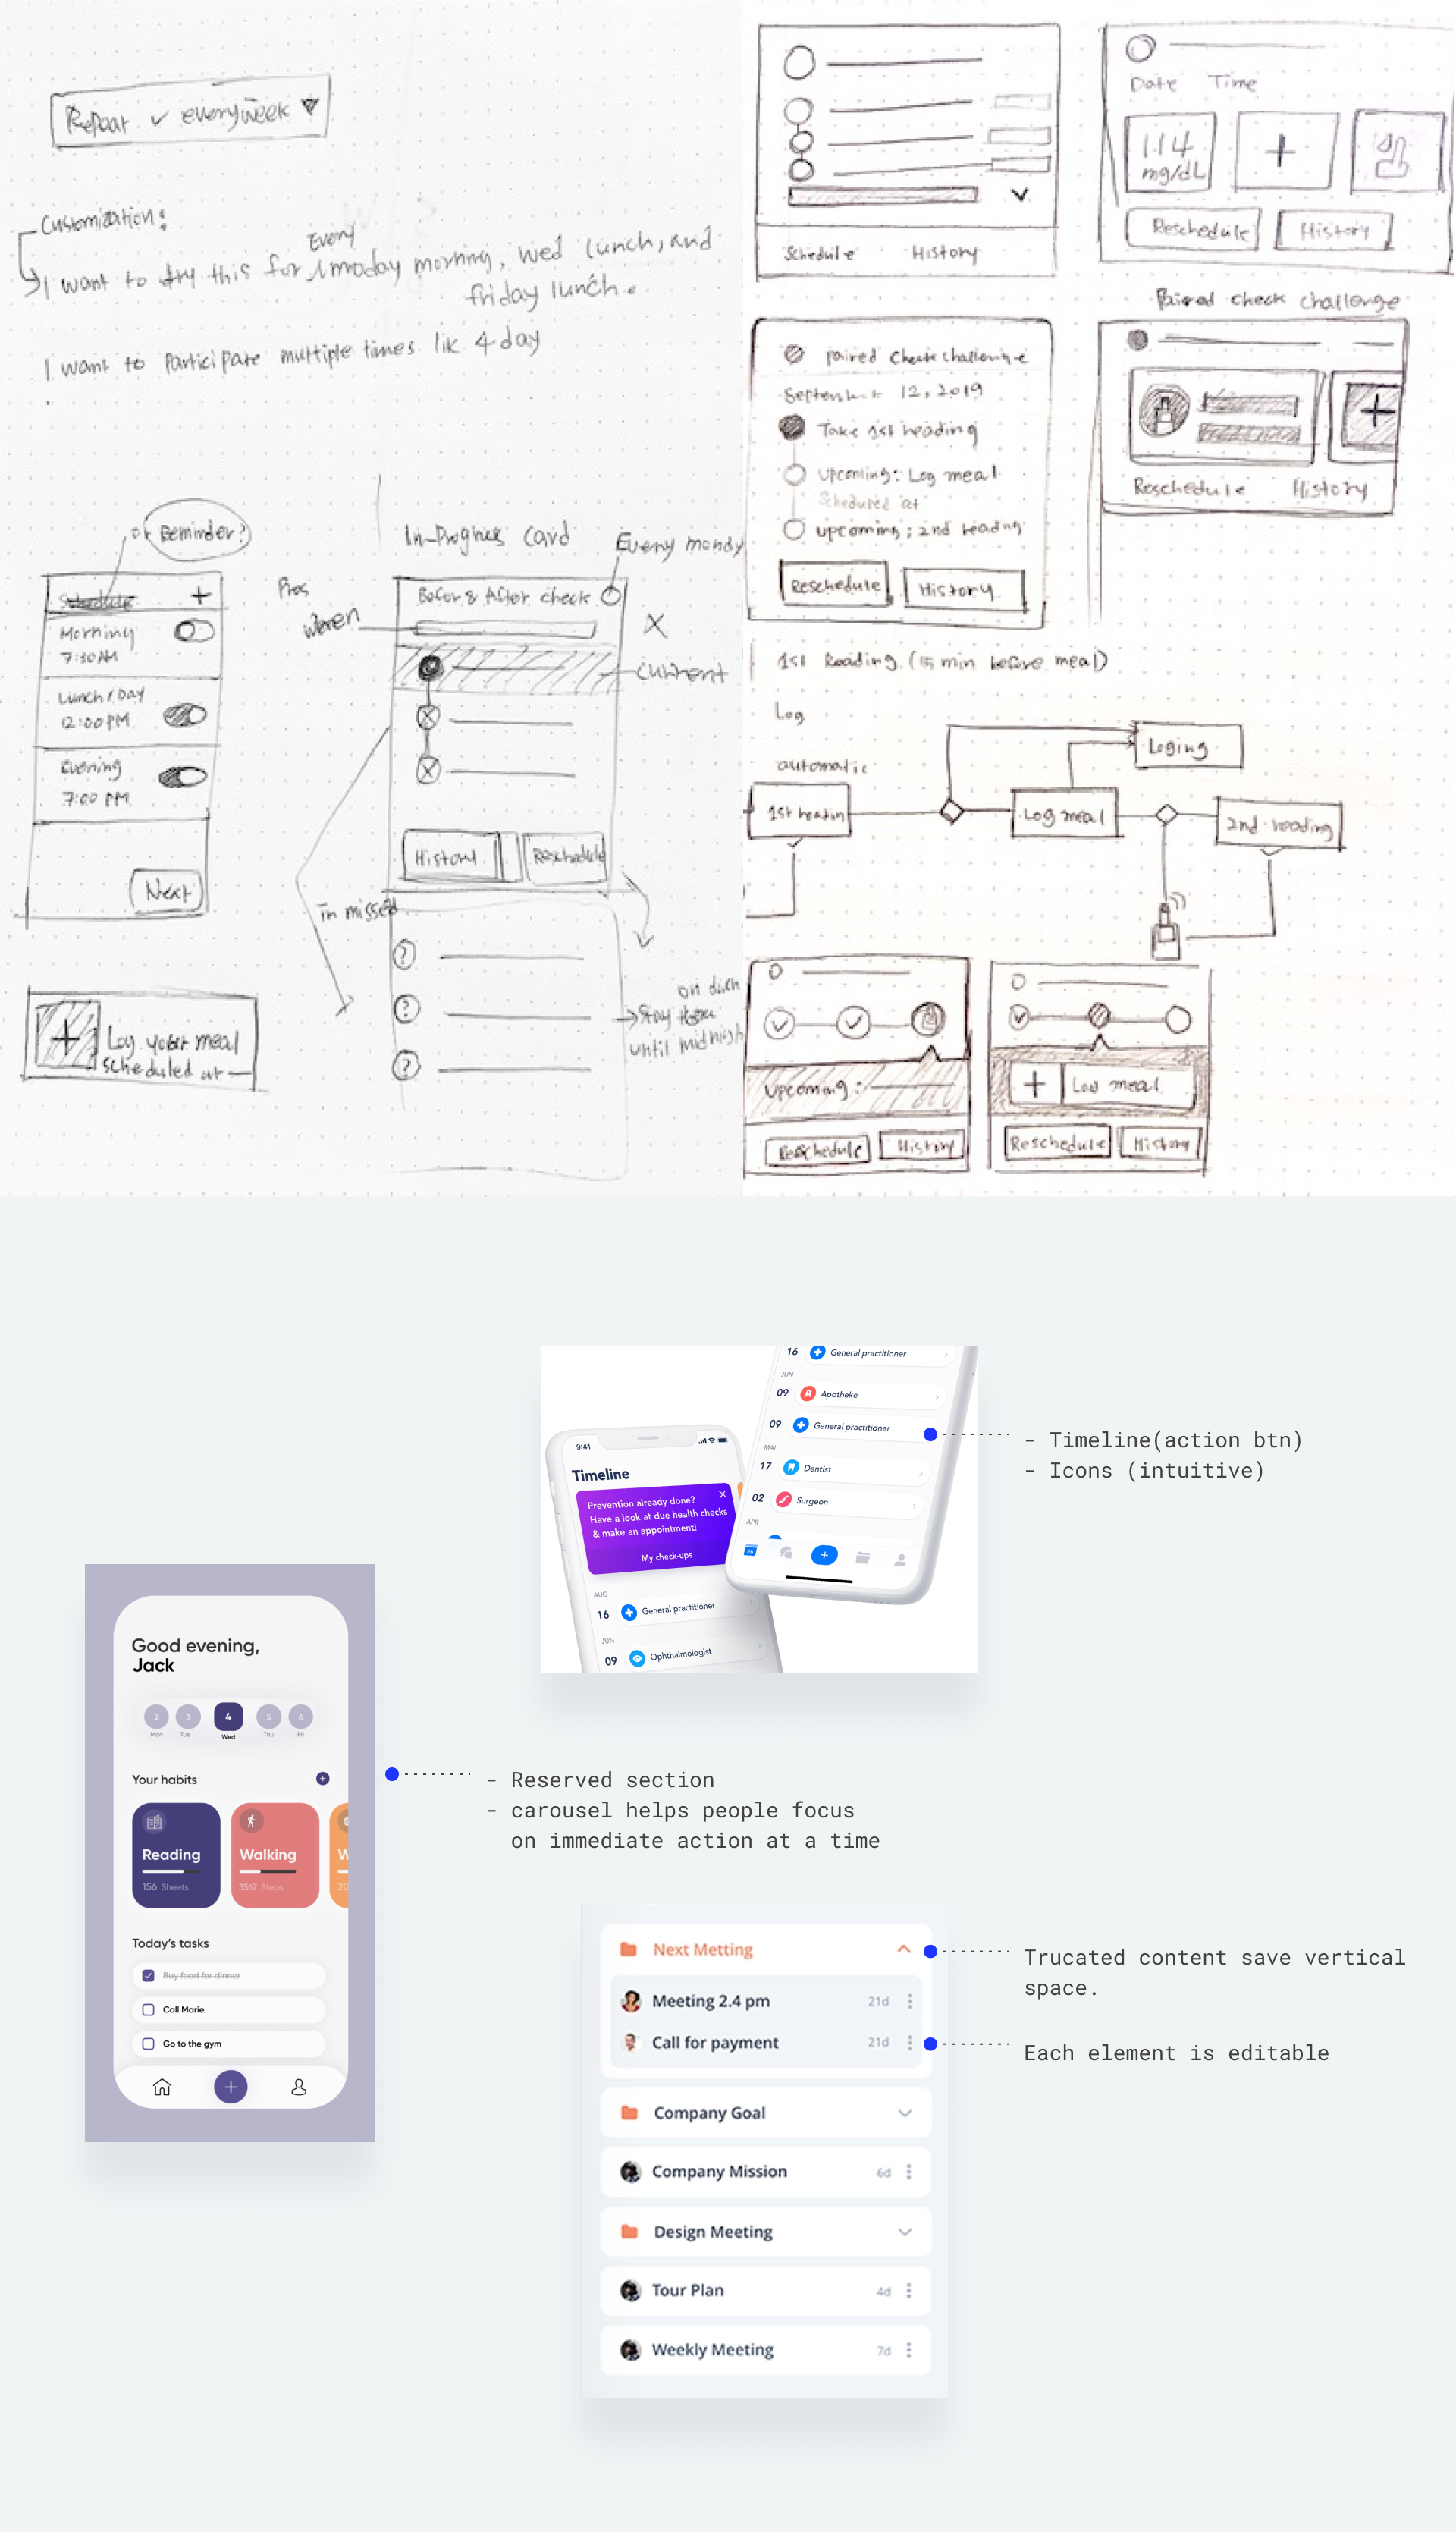 Repeat ✓ everyweek ▼
Customization:
Every
I want to try this for moday morning, wed lunch, and
friday lunch.
I want to participate multiple times lik 4 day
or Reminder?
Schedule +
Morning
7:30 AM
Lunch / Day
12:00 PM
Evening
7:00 PM
Next
+ Log your meal
scheduled at
In-Progress Card
Every mondy
Pros
Befor & After check
X
current
History
Reschedule
in missed
?
?
?
Stay
until midnigh
Schedule History
Date Time
114
mg/dL
+
Reschedule History
paired check challenge
September 12, 2019
Take 1st reading
upcoming: Log meal
Scheduled at
upcoming: 2nd reading
Reschedule History
Paired check challenge
+
Reschedule History
1st Reading (15 min before meal)
Log
automatic
1st readin
Log meal
Loging
2nd reading
Upcoming:
Reschedule History
+ Log meal
Reschedule History
16 General practitioner
JUN
09 Apotheke
09 General practitioner
MAI
17 Dentist
02 Surgeon
APR
26
9:41
Timeline
Prevention already done?
Have a look at due health checks
& make an appointment!
My check-ups
AUG
16 General practitioner
JUN
09 Ophthalmologist
- Timeline(action btn)
- Icons (intuitive)
Good evening,
Jack
2 3 4 5 6
Mon Tue Wed Thu Fri
Your habits
Reading
156 Sheets
Walking
3567 Steps
W
20
Today's tasks
Buy food for dinner
Call Marie
Go to the gym
- Reserved section
- carousel helps people focus
on immediate action at a time
Next Metting
Meeting 2.4 pm 21d
Call for payment 21d
Company Goal
Company Mission 6d
Design Meeting
Tour Plan 4d
Weekly Meeting 7d
Trucated content save vertical
space.
Each element is editable